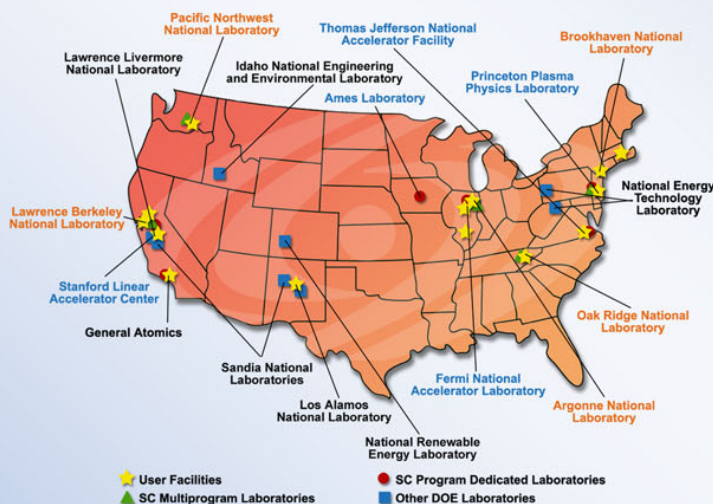 Pacific Northwest
National Laboratory
Thomas Jefferson National
Accelerator Facility
Brookhaven National
Laboratory
Lawrence Livermore
National Laboratory
Idaho National Engineering
and Environmental Laboratory
Princeton Plasma
Physics Laboratory
Ames Laboratory
National Energy
Technology
Laboratory
Lawrence Berkeley
National Laboratory
Stanford Linear
Accelerator Center
General Atomics
Oak Ridge National
Laboratory
Sandia National
Laboratories
Fermi National
Accelerator Laboratory
Los Alamos
National Laboratory
Argonne National
Laboratory
National Renewable
Energy Laboratory
User Facilities
SC Program Dedicated Laboratories
SC Multiprogram Laboratories
Other DOE Laboratories